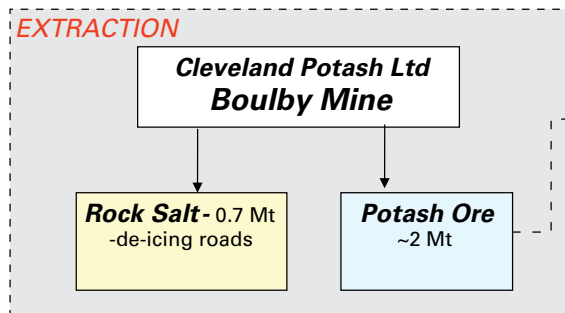 EXTRACTION
Cleveland Potash Ltd
Boulby Mine
Rock Salt- 0.7 Mt
-de-icing roads
Potash Ore
~2 Mt